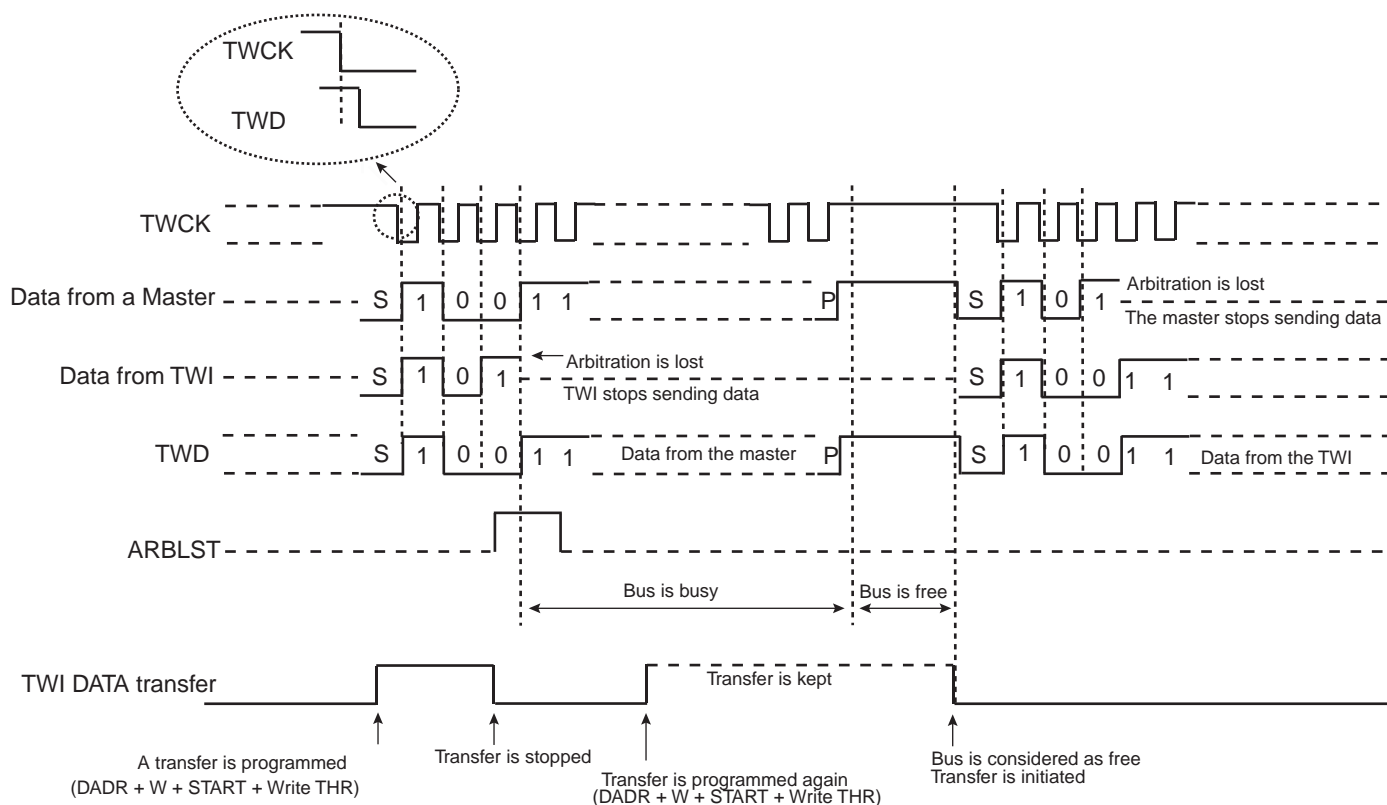 TWCK
TWD
TWCK
Data from a Master
S 1 0 0 1 1
P
S 1 0 1
Arbitration is lost
The master stops sending data
Data from TWI
S 1 0 1
Arbitration is lost
TWI stops sending data
S 1 0 0 1 1
TWD
S 1 0 0 1 1
Data from the master
P
S 1 0 0 1 1
Data from the TWI
ARBLST
Bus is busy
Bus is free
TWI DATA transfer
Transfer is kept
A transfer is programmed
(DADR + W + START + Write THR)
Transfer is stopped
Transfer is programmed again
(DADR + W + START + Write THR)
Bus is considered as free
Transfer is initiated